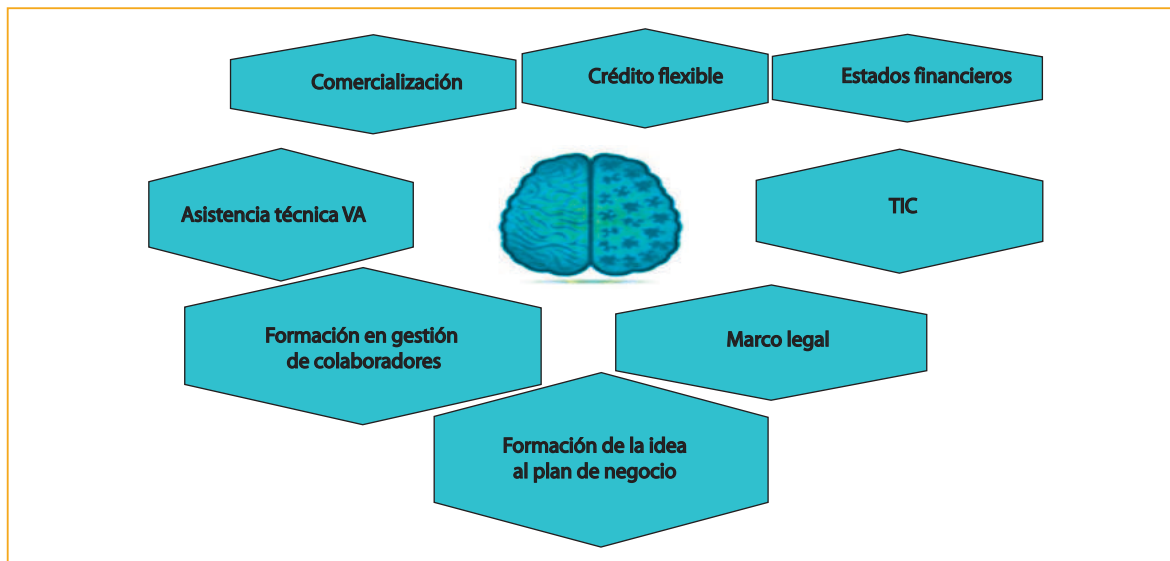 Comercialización
Crédito flexible
Estados financieros
Asistencia técnica VA
TIC
Formación en gestión
de colaboradores
Marco legal
Formación de la idea
al plan de negocio